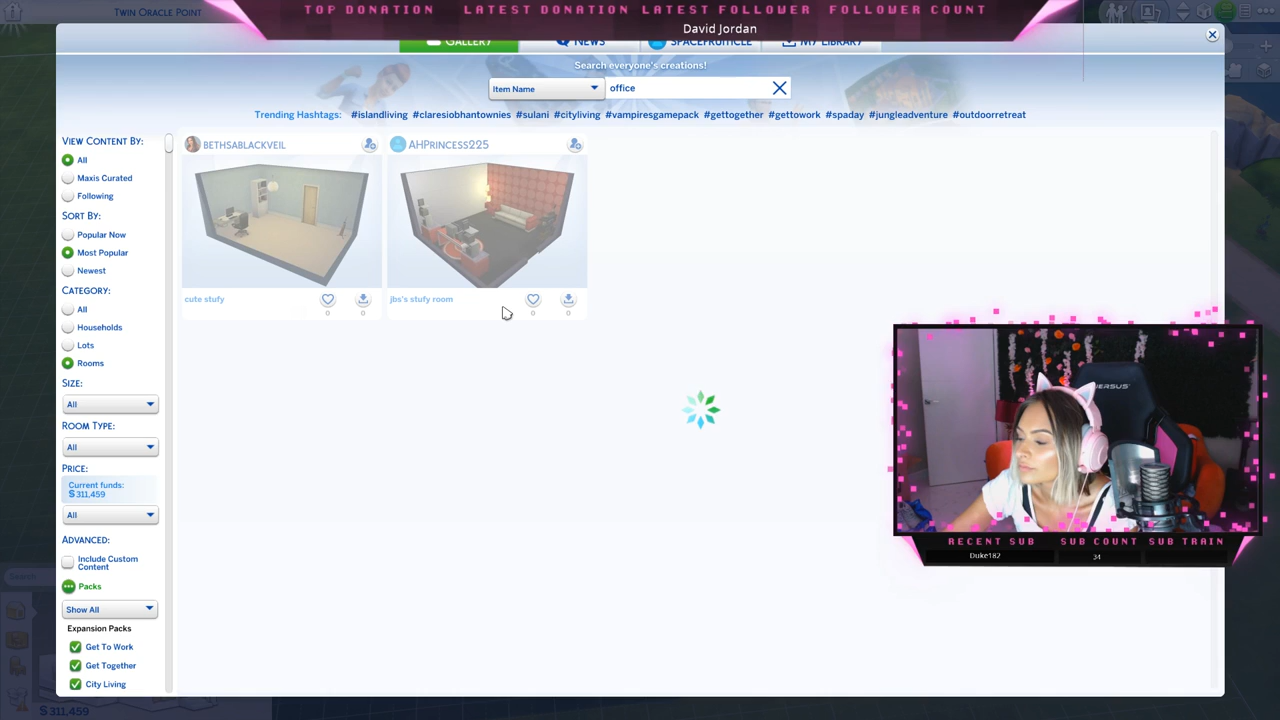 TOP DONATION LATEST DONATION LATEST FOLLOWER FOLLOWER COUNT
TWIN ORACLE POINT
David Jordan
GALLERY NEWS SPACEFRUITICLE MY LIBRARY
Search everyone's creations!
Item Name office
Trending Hashtags: #islandliving #claresiobhantownies #sulani #cityliving #vampiresgamepack #gettogether #gettowork #spaday #jungleadventure #outdoorretreat
VIEW CONTENT BY:
All
Maxis Curated
Following
SORT BY:
Popular Now
Most Popular
Newest
CATEGORY:
All
Households
Lots
Rooms
SIZE:
All
ROOM TYPE:
All
PRICE:
Current funds:
$311,459
All
ADVANCED:
Include Custom
Content
Packs
Show All
Expansion Packs
Get To Work
Get Together
City Living
BETHSABLACKVEIL
cute stufy
0 0
AHPRINCESS225
jbs's stufy room
0 0
VERSUS
RECENT SUB SUB COUNT SUB TRAIN
Duke182 34
Search
$311,459